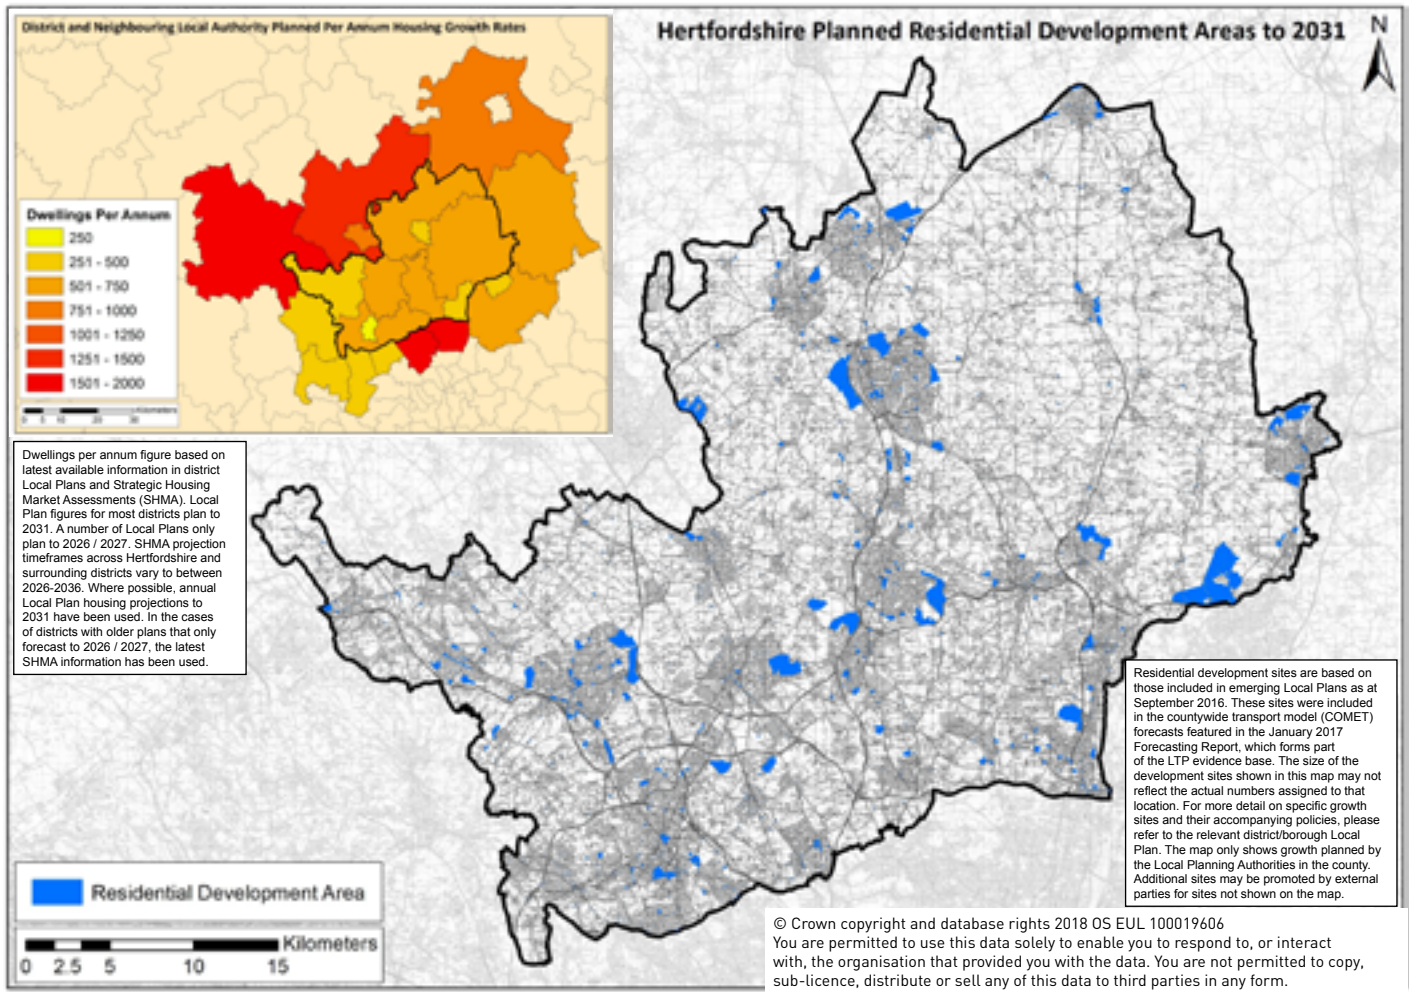 District and Neighbouring Local Authority Planned Per Annum Housing Growth Rates
Hertfordshire Planned Residential Development Areas to 2031
N
Dwellings Per Annum
250
251 - 500
501 - 750
751 - 1000
1001 - 1250
1251 - 1500
1501 - 2000
Kilometers
0 5 10 20 30
Dwellings per annum figure based on
latest available information in district
Local Plans and Strategic Housing
Market Assessments (SHMA). Local
Plan figures for most districts plan to
2031. A number of Local Plans only
plan to 2026 / 2027. SHMA projection
timeframes across Hertfordshire and
surrounding districts vary to between
2026-2036. Where possible, annual
Local Plan housing projections to
2031 have been used. In the cases
of districts with older plans that only
forecast to 2026 / 2027, the latest
SHMA information has been used.
Residential development sites are based on
those included in emerging Local Plans as at
September 2016. These sites were included
in the countywide transport model (COMET)
forecasts featured in the January 2017
Forecasting Report, which forms part
of the LTP evidence base. The size of the
development sites shown in this map may not
reflect the actual numbers assigned to that
location. For more detail on specific growth
sites and their accompanying policies, please
refer to the relevant district/borough Local
Plan. The map only shows growth planned by
the Local Planning Authorities in the county.
Additional sites may be promoted by external
parties for sites not shown on the map.
Residential Development Area
Kilometers
0 2.5 5 10 15
© Crown copyright and database rights 2018 OS EUL 100019606
You are permitted to use this data solely to enable you to respond to, or interact
with, the organisation that provided you with the data. You are not permitted to copy,
sub-licence, distribute or sell any of this data to third parties in any form.